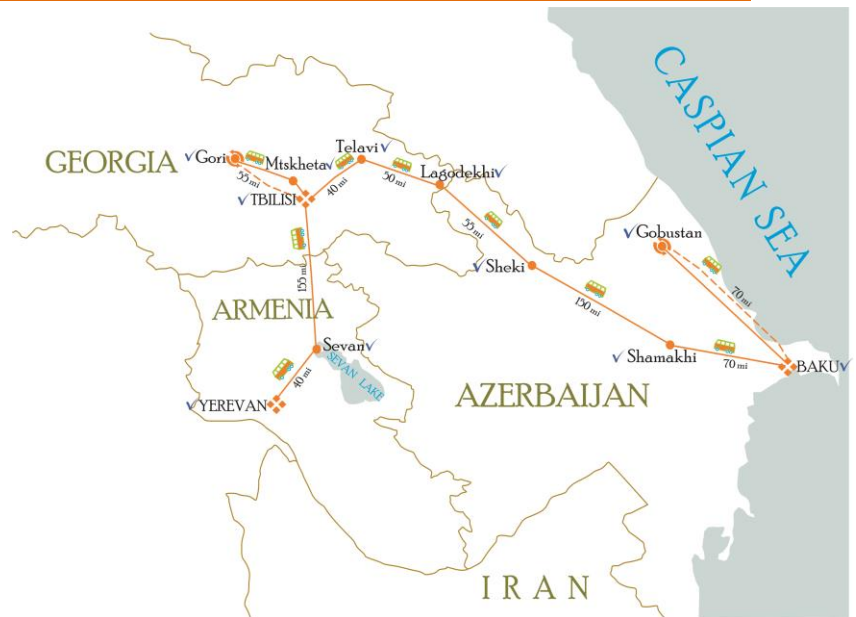 CASPIAN SEA
Telavi
Gori
Mtskheta
GEORGIA
Lagodekhi
55 mi
40 mi
50 mi
TBILISI
55 mi
Gobustan
155 mi
Sheki
70 mi
150 mi
ARMENIA
Sevan
Shamakhi
SEVAN LAKE
70 mi
BAKU
40 mi
YEREVAN
AZERBAIJAN
IRAN